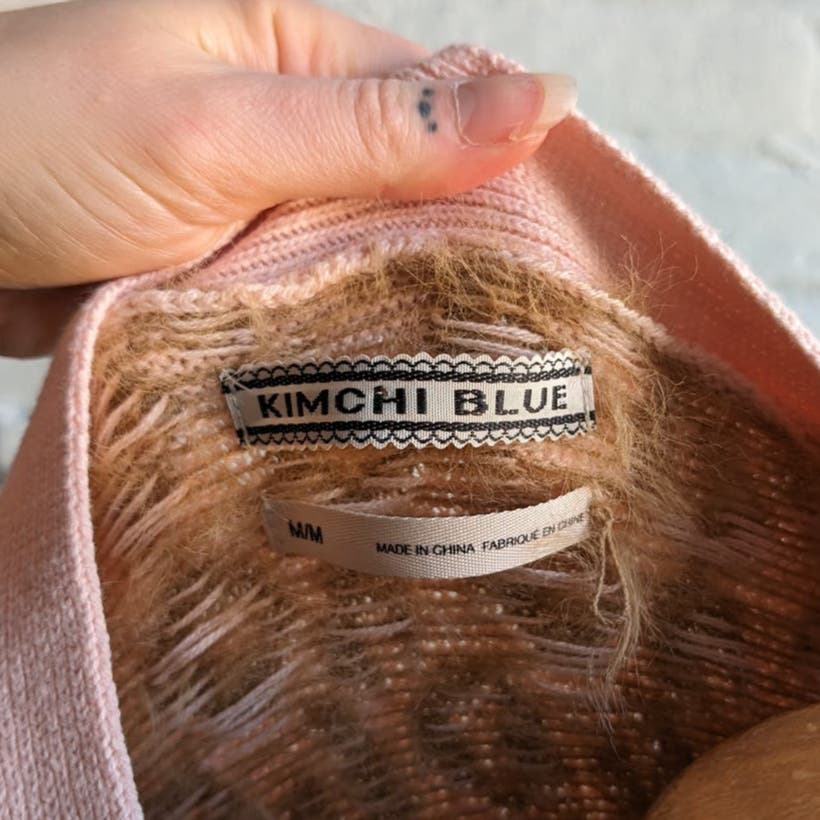 KIMCHI BLUE
M/M MADE IN CHINA FABRIQUÉ EN CHINE